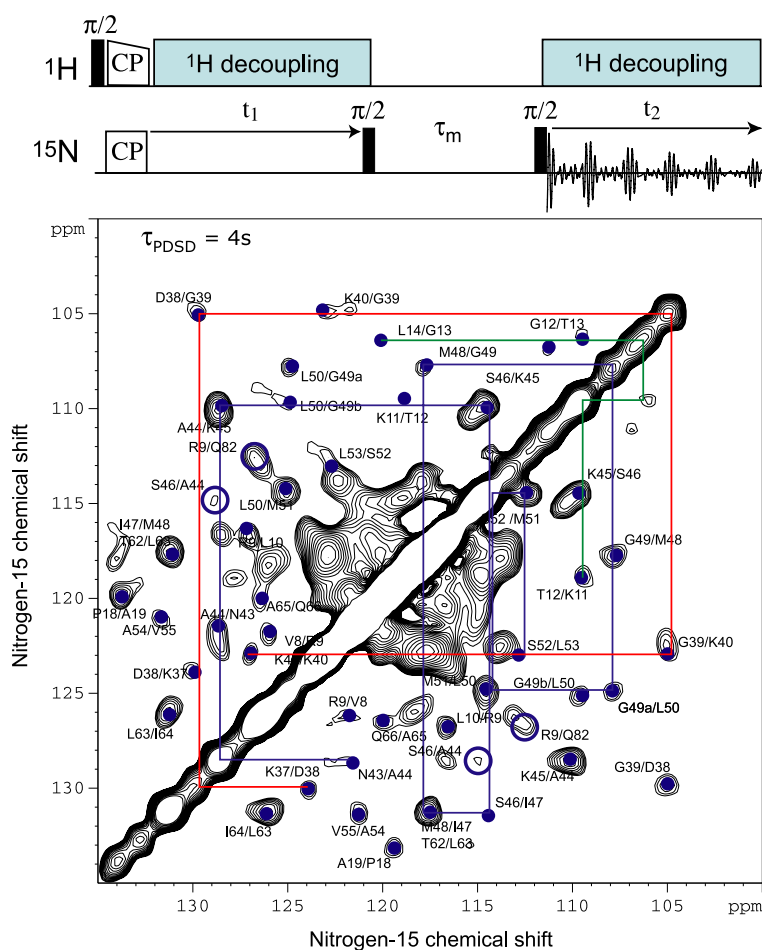 π/2
π/2
π/2
¹H
CP
¹H decoupling
¹H decoupling
t₁
τm
t₂
¹⁵N
CP
ppm
τPDSD = 4s
105
110
115
120
125
130
Nitrogen-15 chemical shift
D38/G39
K40/G39
L14/G13
G12/T13
M48/G49
L50/G49a
S46/K45
L50/G49b
K11/T12
A44/K45
R9/Q82
L53/S52
K45/S46
S46/A44
L50/M51
S52/M51
I47/M48
T62/L63
R9/L10
G49/M48
T12/K11
P18/A19
A65/Q66
A54/V55
A44/N43
V8/R9
S52/L53
G39/K40
D38/K37
M51/L50
G49b/L50
G49a/L50
L63/I64
R9/V8
Q66/A65
L10/R9
R9/Q82
S46/A44
K37/D38
N43/A44
K45/A44
G39/D38
I64/L63
V55/A54
M48/I47
T62/L63
S46/I47
A19/P18
130
125
120
115
110
105
ppm
Nitrogen-15 chemical shift